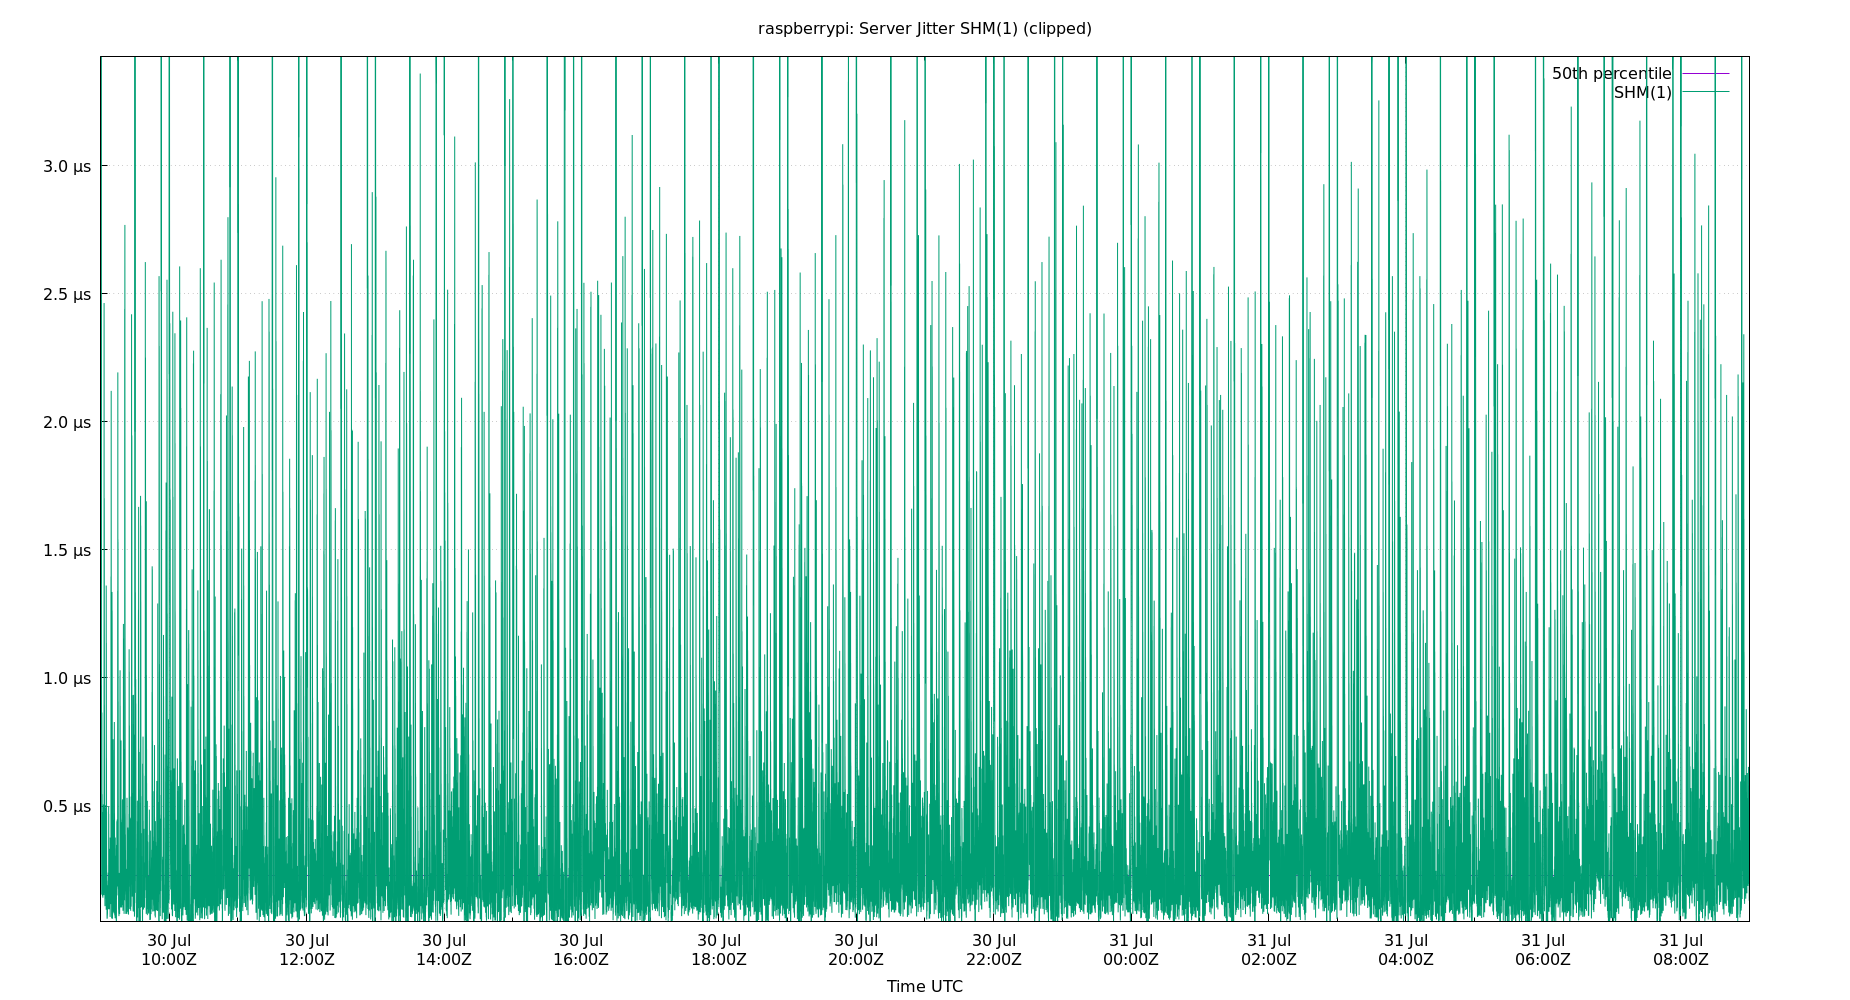 raspberrypi: Server Jitter SHM(1) (clipped)
50th percentile
SHM(1)
3.0 µs
2.5 µs
2.0 µs
1.5 µs
1.0 µs
0.5 µs
30 Jul 30 Jul 30 Jul 30 Jul 30 Jul 30 Jul 30 Jul 31 Jul 31 Jul 31 Jul 31 Jul 31 Jul
10:00Z 12:00Z 14:00Z 16:00Z 18:00Z 20:00Z 22:00Z 00:00Z 02:00Z 04:00Z 06:00Z 08:00Z
Time UTC